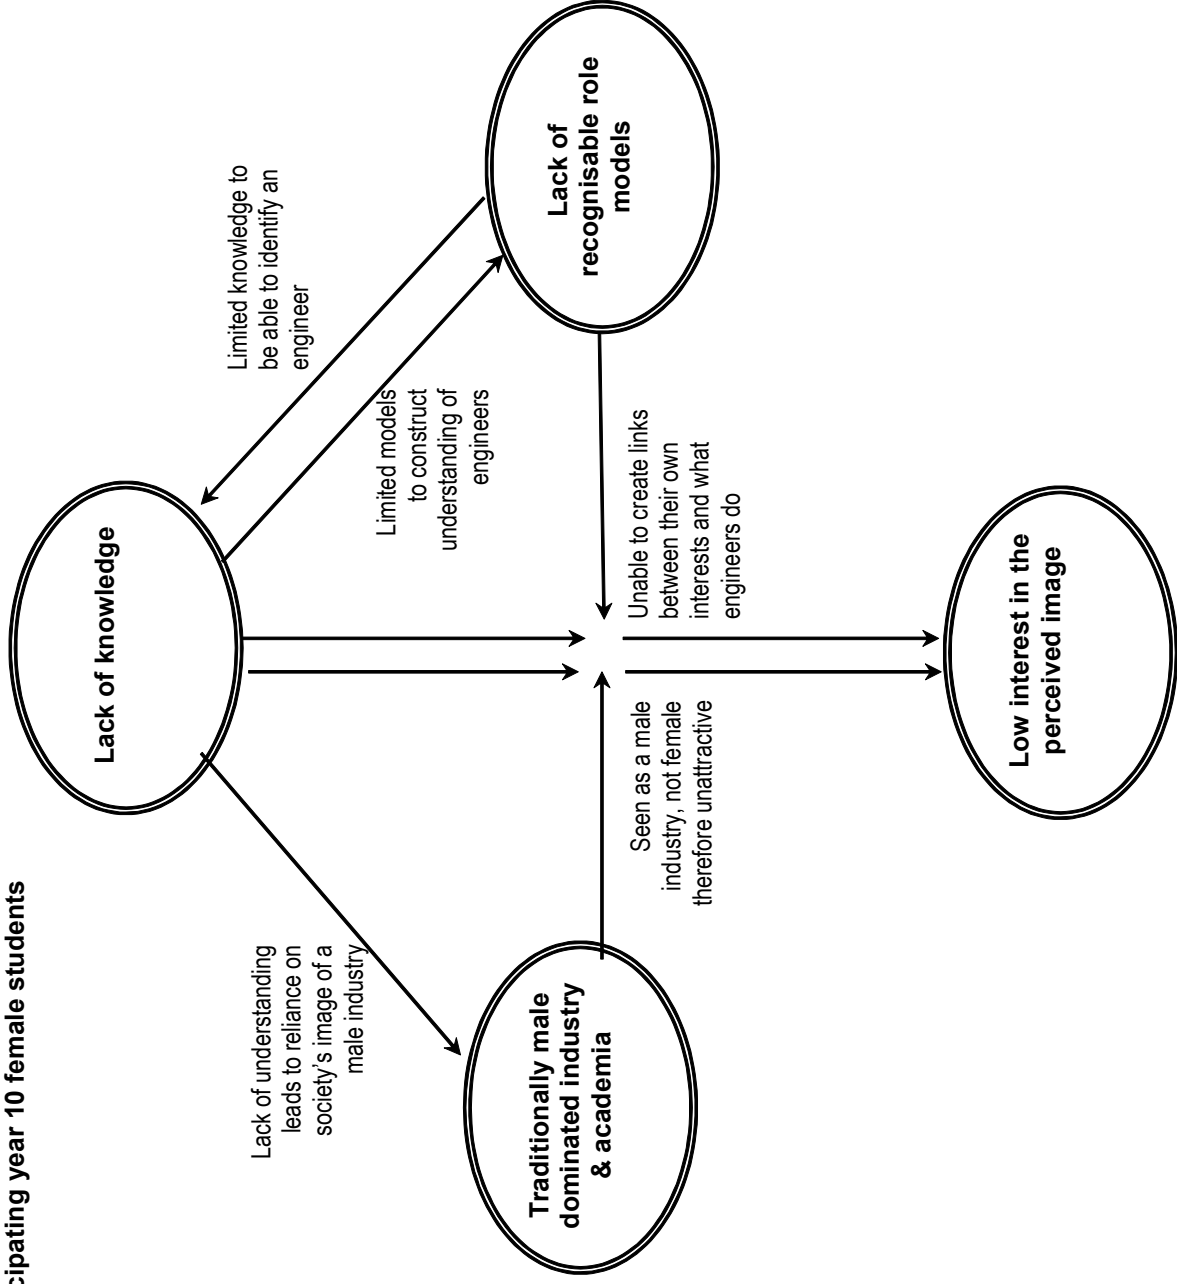 cipating year 10 female students
Lack of knowledge
Lack of understanding
leads to reliance on
society's image of a
male industry
Limited knowledge to
be able to identify an
engineer
Limited models
to construct
understanding of
engineers
Traditionally male
dominated industry
& academia
Lack of
recognisable role
models
Seen as a male
industry, not female
therefore unattractive
Unable to create links
between their own
interests and what
engineers do
Low interest in the
perceived image